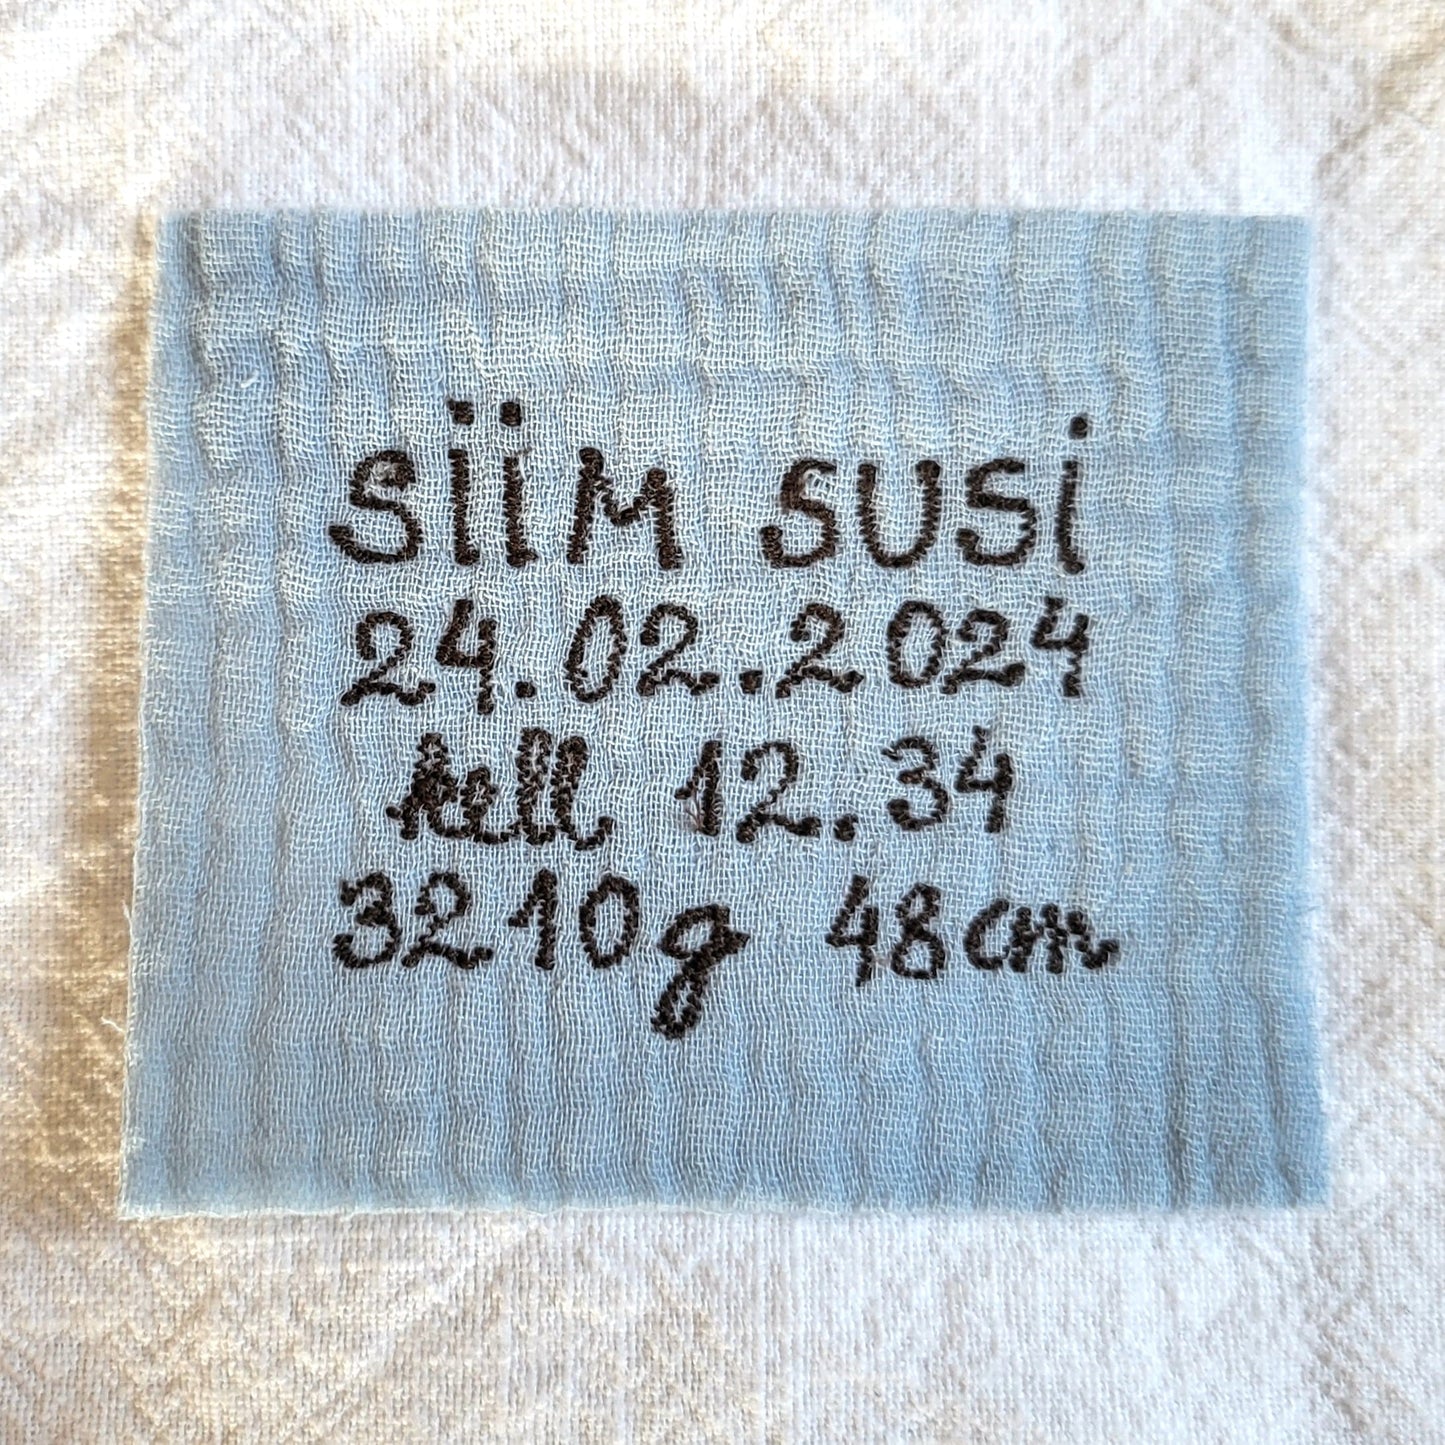 Siim Susi
24.02.2024
kell 12.34
3210g 48cm